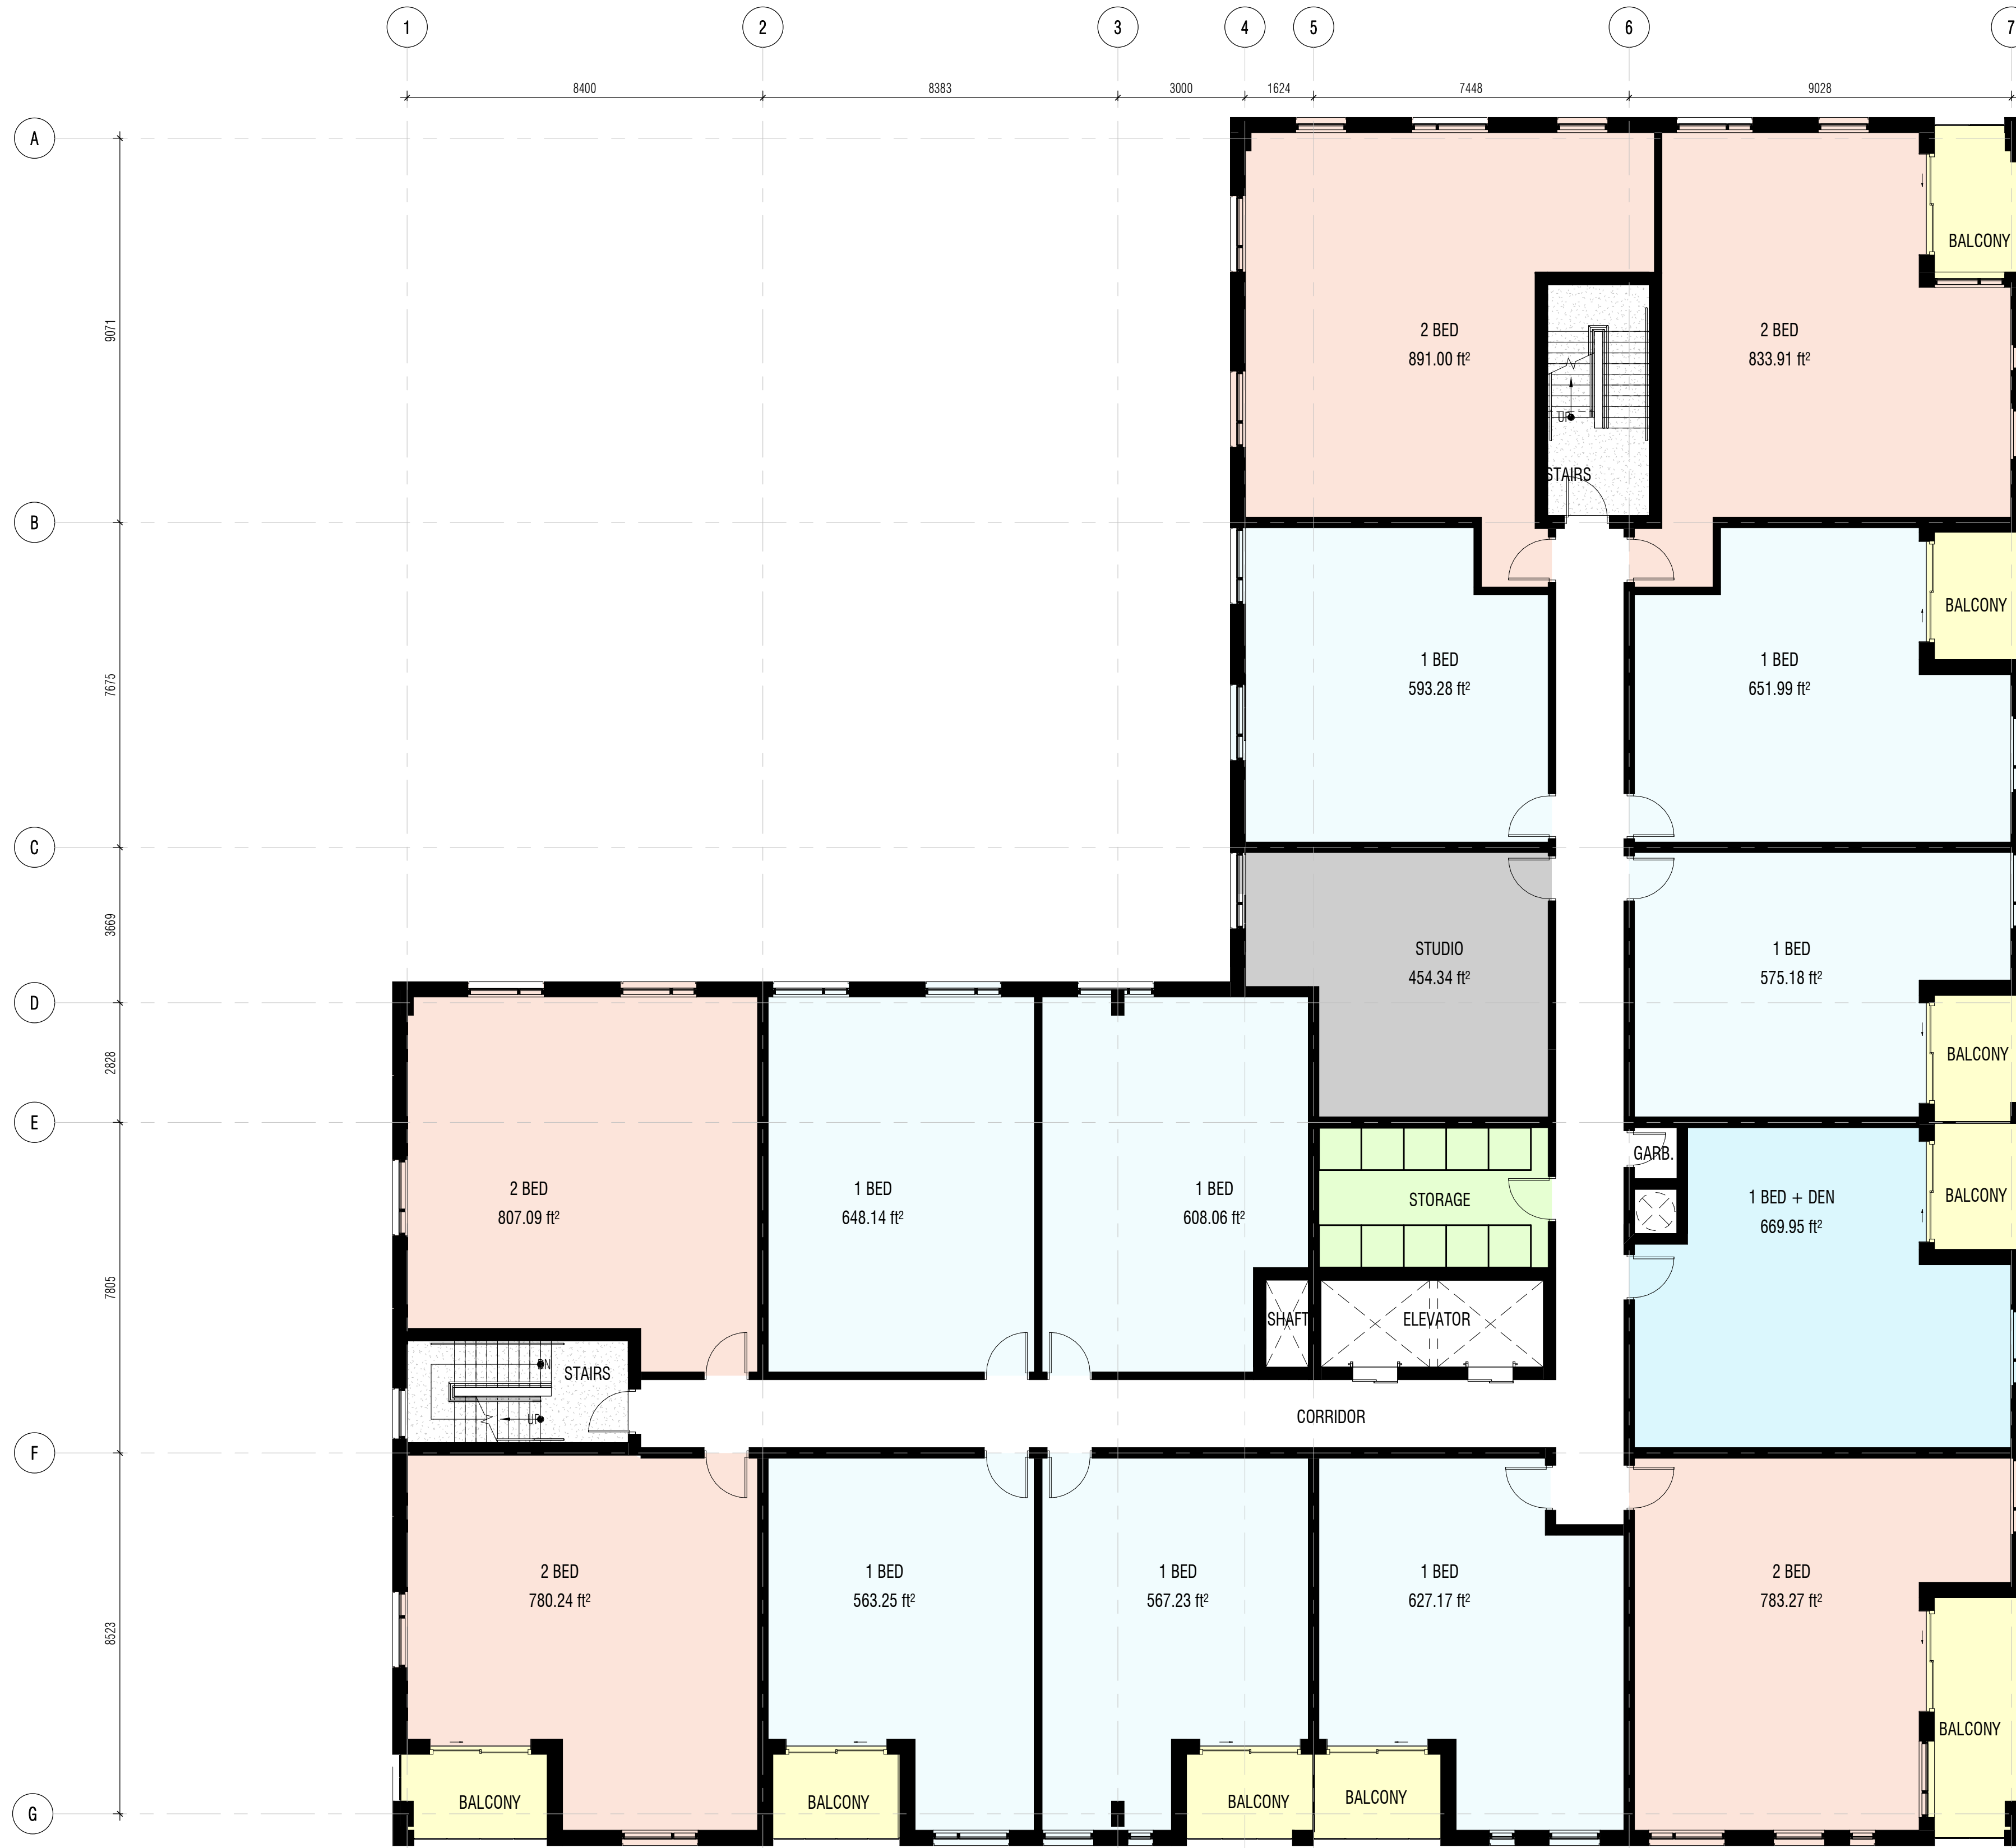 1 2 3 4 5 6 7
8400 8383 3000 1624 7448 9028
A
BALCONY
9071
2 BED
891.00 ft²
2 BED
833.91 ft²
UP
STAIRS
B
BALCONY
7675
1 BED
593.28 ft²
1 BED
651.99 ft²
C
3669
STUDIO
454.34 ft²
1 BED
575.18 ft²
D
2828
BALCONY
E
GARB.
2 BED
807.09 ft²
1 BED
648.14 ft²
1 BED
608.06 ft²
STORAGE
1 BED + DEN
669.95 ft²
BALCONY
7805
SHAFT
ELEVATOR
DN
STAIRS
UP
CORRIDOR
F
2 BED
780.24 ft²
1 BED
563.25 ft²
1 BED
567.23 ft²
1 BED
627.17 ft²
2 BED
783.27 ft²
8523
BALCONY
G
BALCONY
BALCONY
BALCONY
BALCONY